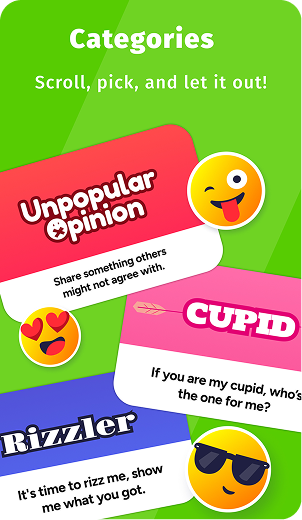 Categories
Scroll, pick, and let it out!
Unpopular
Opinion
Share something others
might not agree with.
CUPID
If you are my cupid, who's
the one for me?
Rizzler
It's time to rizz me, show
me what you got.